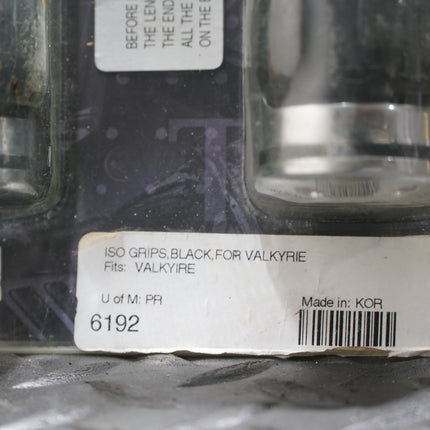 BEFORE
THE LEN
THE END
ALL THE
ON THE E
ISO GRIPS,BLACK,FOR VALKYRIE
Fits: VALKYIRE
U of M: PR
Made in: KOR
6192